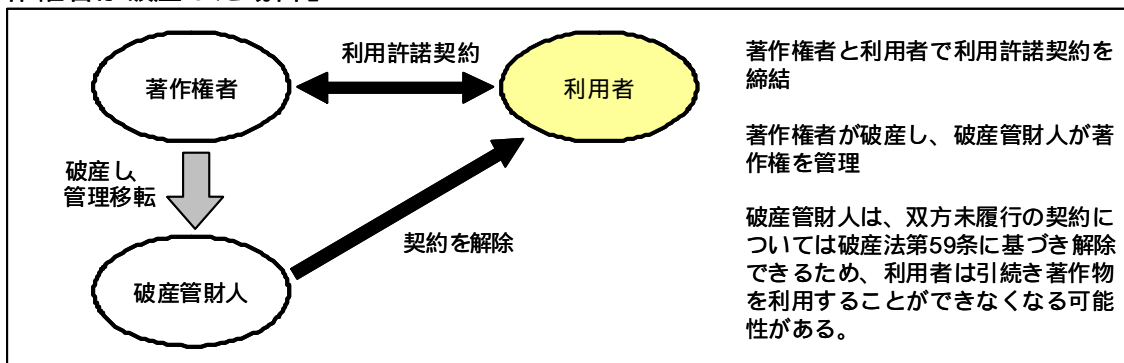 利用許諾契約
著作権者
利用者
破産し、
管理移転
契約を解除
破産管財人
著作権者と利用者で利用許諾契約を
締結
著作権者が破産し、破産管財人が著
作権を管理
破産管財人は、双方未履行の契約に
ついては破産法第59条に基づき解除
できるため、利用者は引続き著作物
を利用することができなくなる可能
性がある。